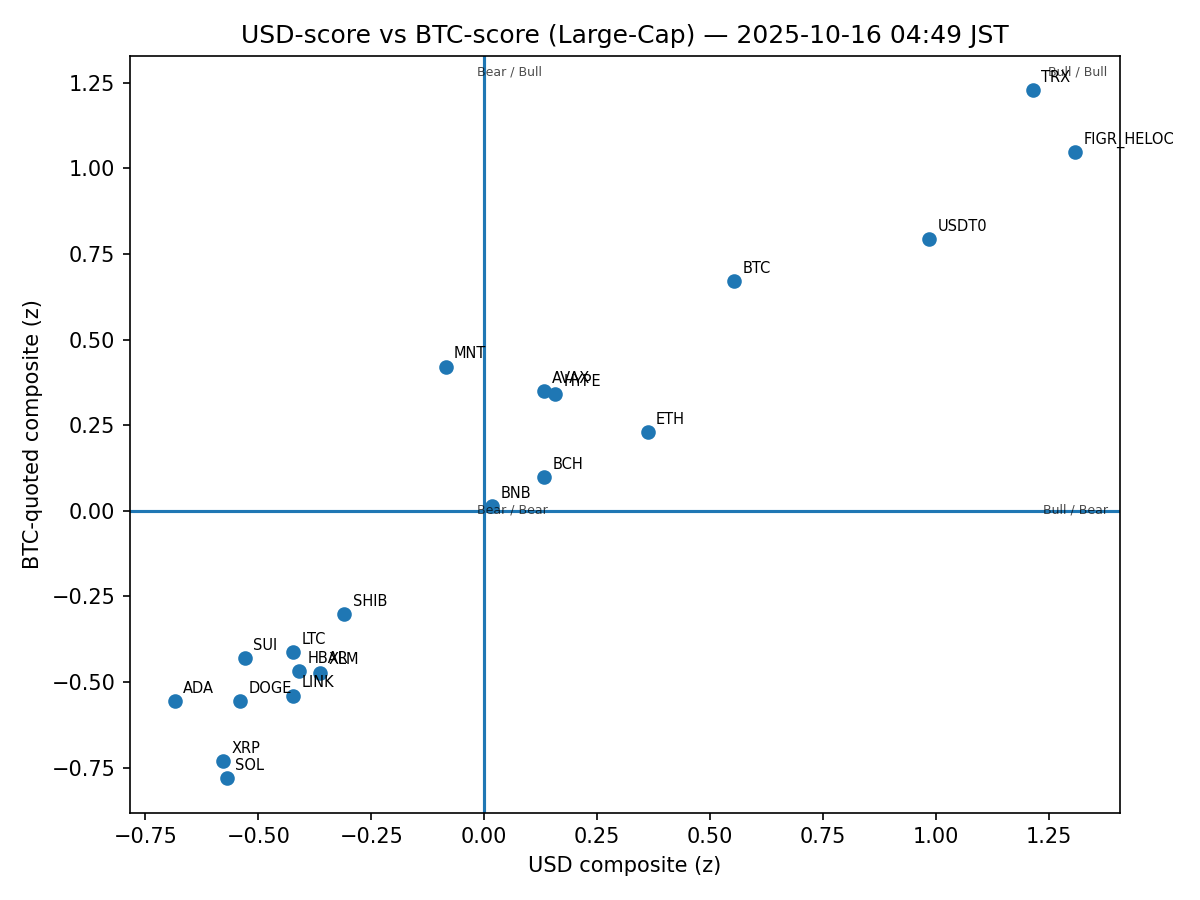 USD-score vs BTC-score (Large-Cap) — 2025-10-16 04:49 JST
Bear / Bull
Bull / Bull
TRX
FIGR_HELOC
USDT0
BTC
MNT
AVAX
HYPE
ETH
BCH
BNB
Bear / Bear
Bull / Bear
SHIB
LTC
SUI
HBAR
XLM
LINK
ADA
DOGE
XRP
SOL
1.25
1.00
0.75
0.50
0.25
0.00
−0.25
−0.50
−0.75
BTC-quoted composite (z)
−0.75
−0.50
−0.25
0.00
0.25
0.50
0.75
1.00
1.25
USD composite (z)